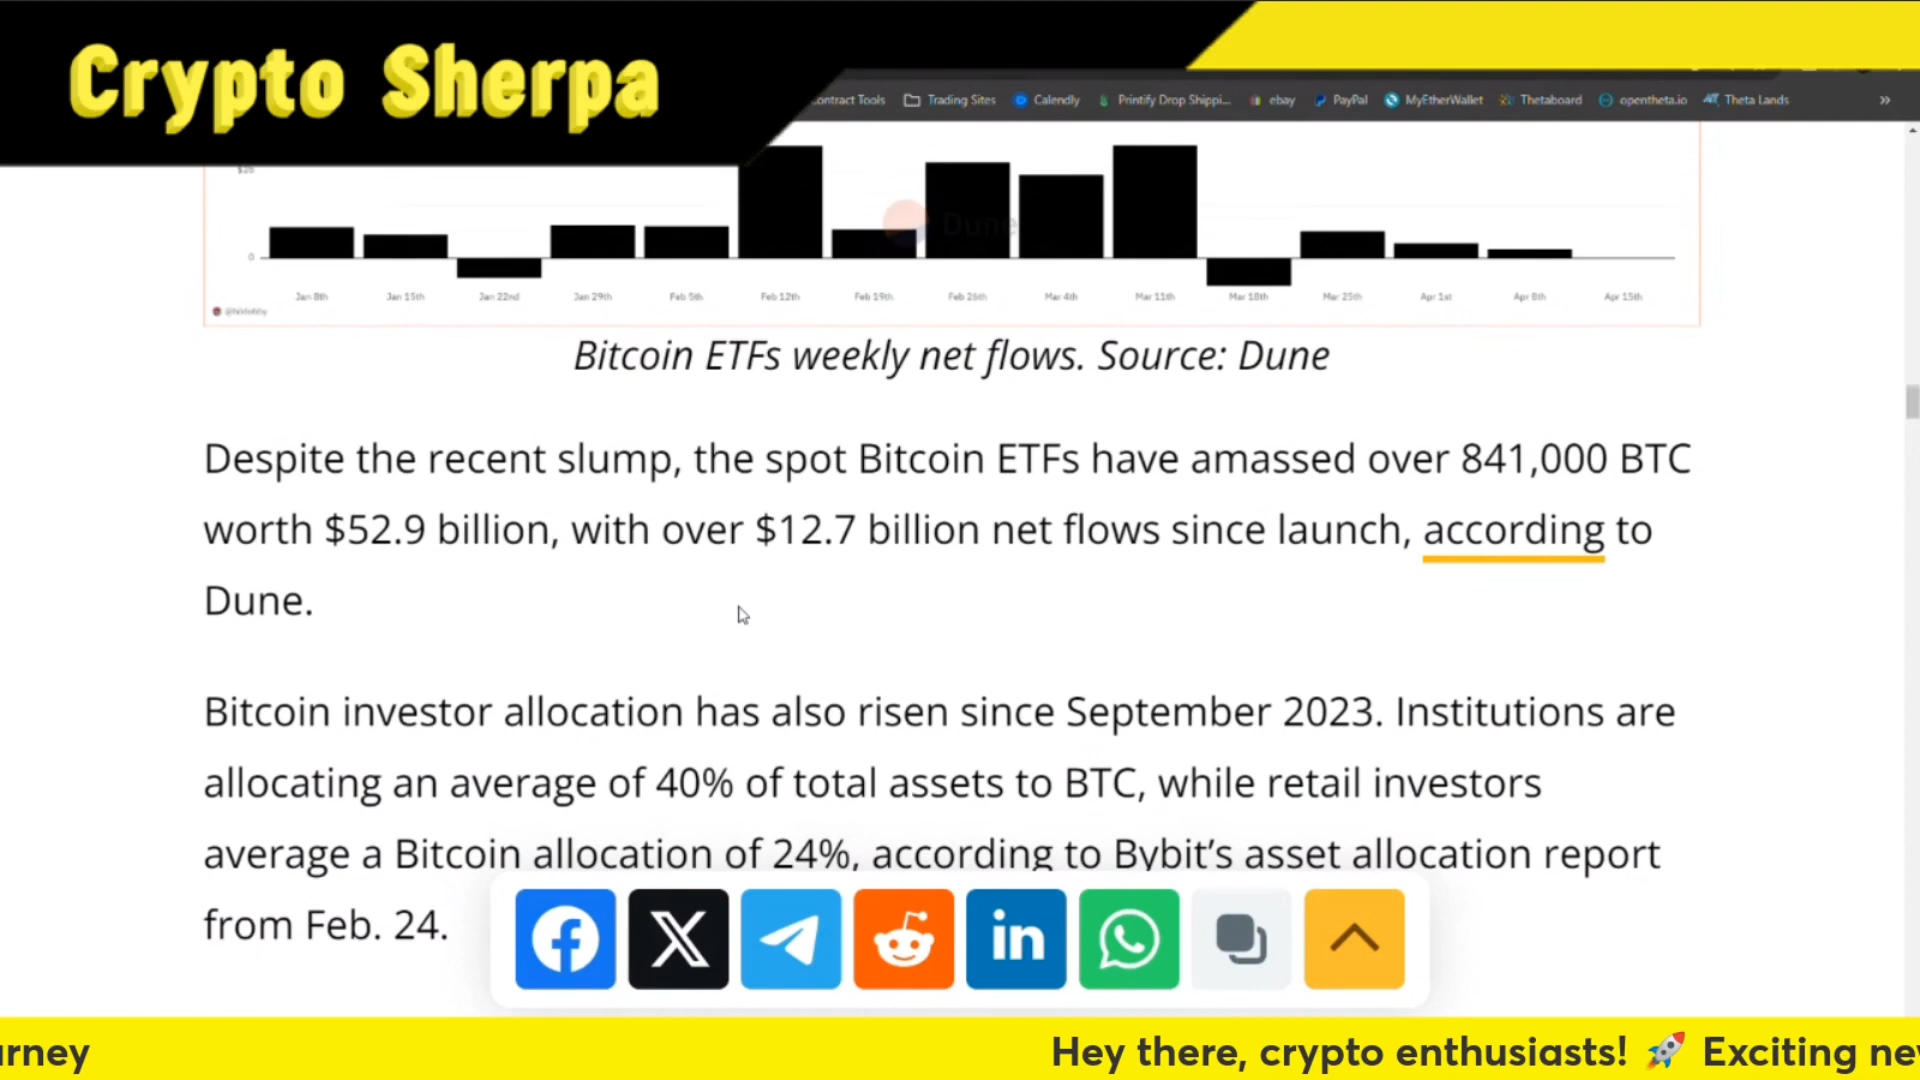 Crypto Sherpa
ontract Tools Trading Sites Calendly Printify Drop Shippi... ebay PayPal MyEtherWallet Thetaboard opentheta.io Theta Lands »
0
Dune
Jan 8th Jan 15th Jan 22nd Jan 29th Feb 5th Feb 12th Feb 19th Feb 26th Mar 4th Mar 11th Mar 18th Mar 25th Apr 1st Apr 8th Apr 15th
@hildobby
Bitcoin ETFs weekly net flows. Source: Dune
Despite the recent slump, the spot Bitcoin ETFs have amassed over 841,000 BTC
worth $52.9 billion, with over $12.7 billion net flows since launch, according to
Dune.
Bitcoin investor allocation has also risen since September 2023. Institutions are
allocating an average of 40% of total assets to BTC, while retail investors
average a Bitcoin allocation of 24%, according to Bybit’s asset allocation report
from Feb. 24.
urney Hey there, crypto enthusiasts! 🚀 Exciting nev